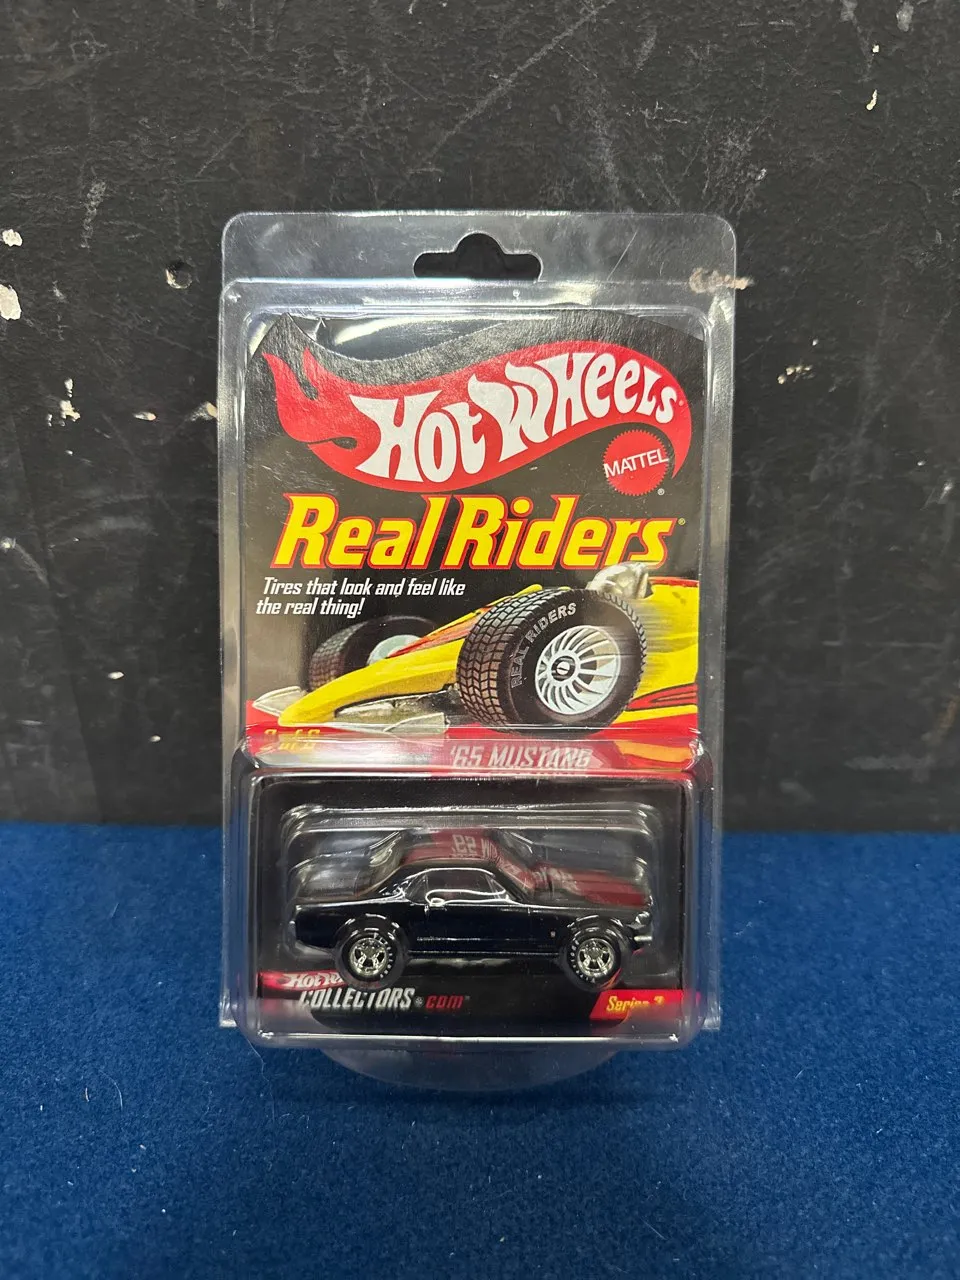 HOT WHEELS
MATTEL
®
Real Riders®
Tires that look and feel like
the real thing!
REAL RIDERS
'65 MUSTANG
COLLECTORS.com
Series